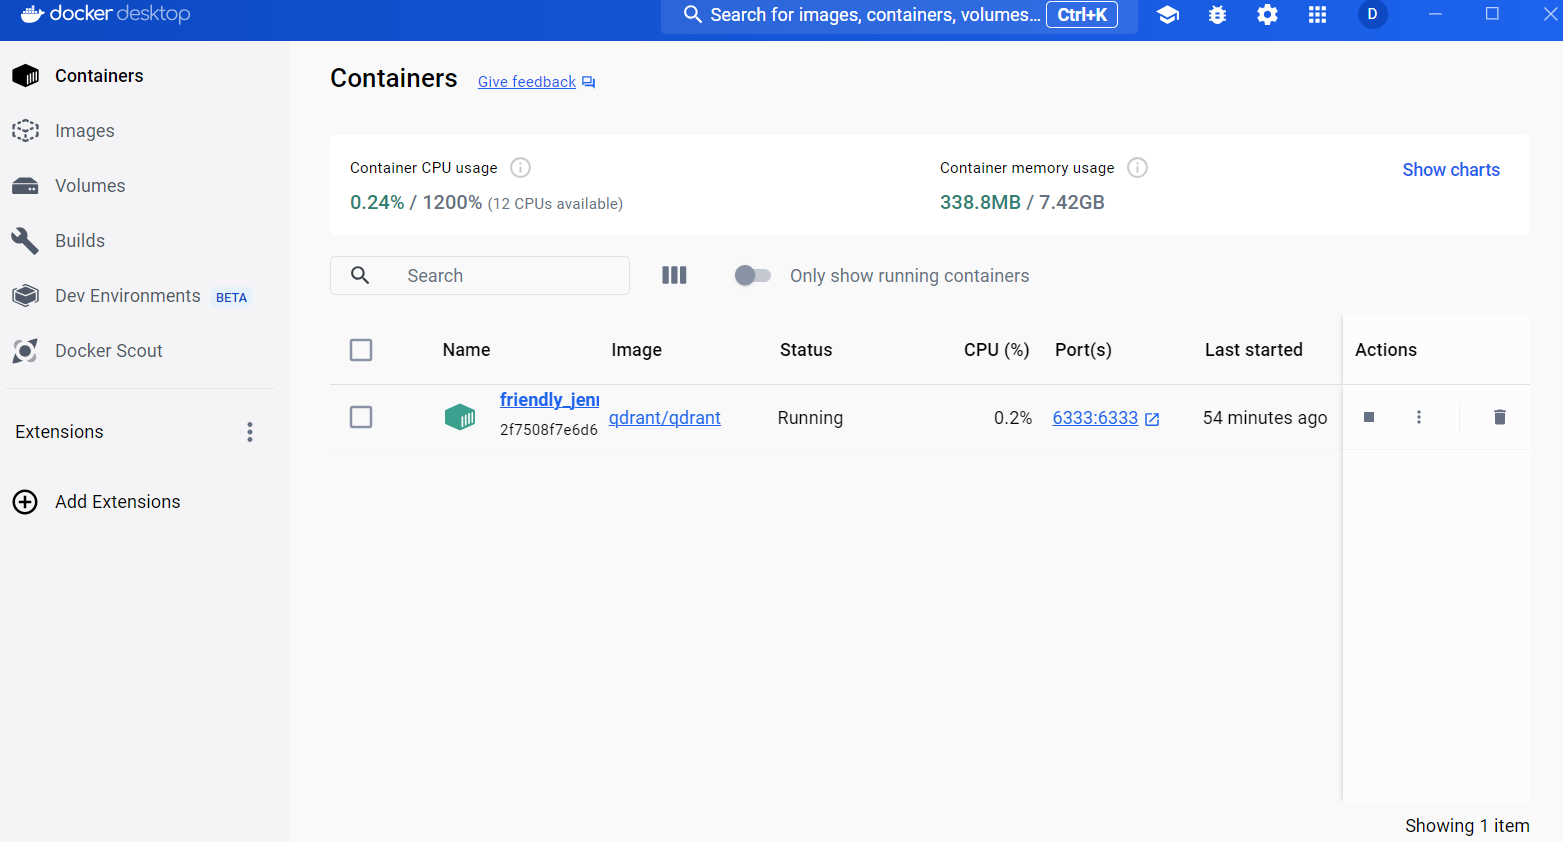 docker desktop
Search for images, containers, volumes... Ctrl+K
D
Containers
Images
Volumes
Builds
Dev Environments BETA
Docker Scout
Extensions
Add Extensions
Containers Give feedback
Container CPU usage
0.24% / 1200% (12 CPUs available)
Container memory usage
338.8MB / 7.42GB
Show charts
Search
Only show running containers
Name Image Status CPU (%) Port(s) Last started Actions
friendly_jen
2f7508f7e6d6
qdrant/qdrant Running 0.2% 6333:6333 54 minutes ago
Showing 1 item